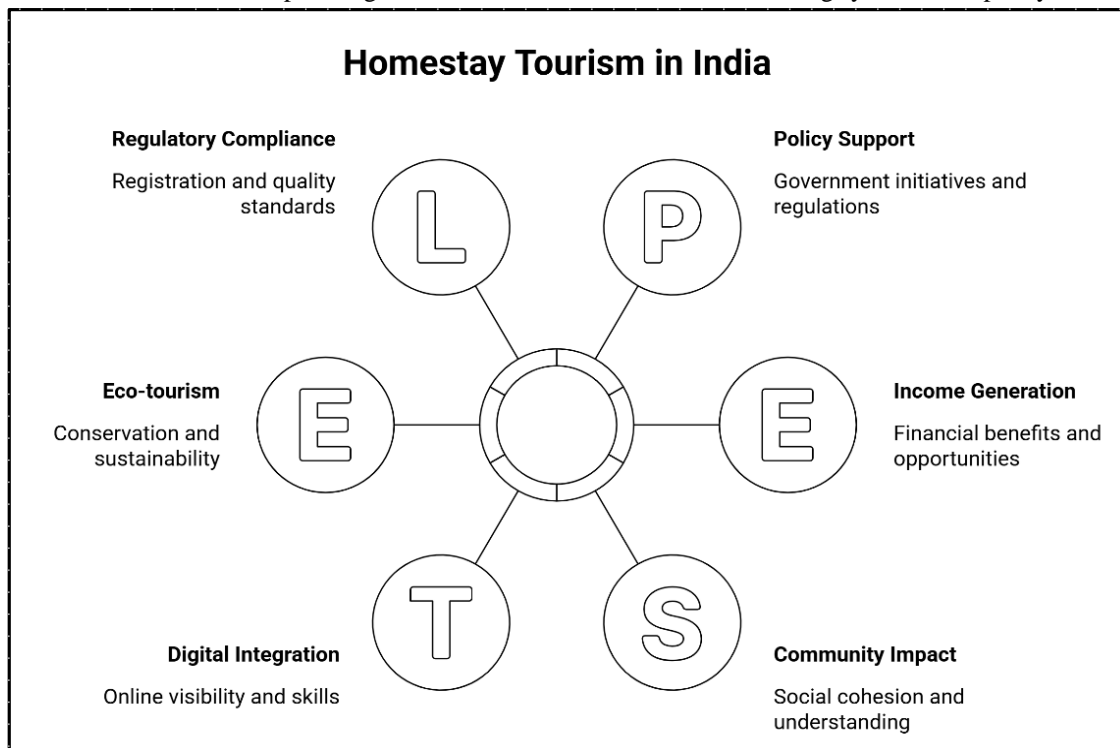 Homestay Tourism in India
Regulatory Compliance
Registration and quality
standards
L
P
Policy Support
Government initiatives and
regulations
Eco-tourism
Conservation and
sustainability
E
E
Income Generation
Financial benefits and
opportunities
Digital Integration
Online visibility and skills
T
S
Community Impact
Social cohesion and
understanding